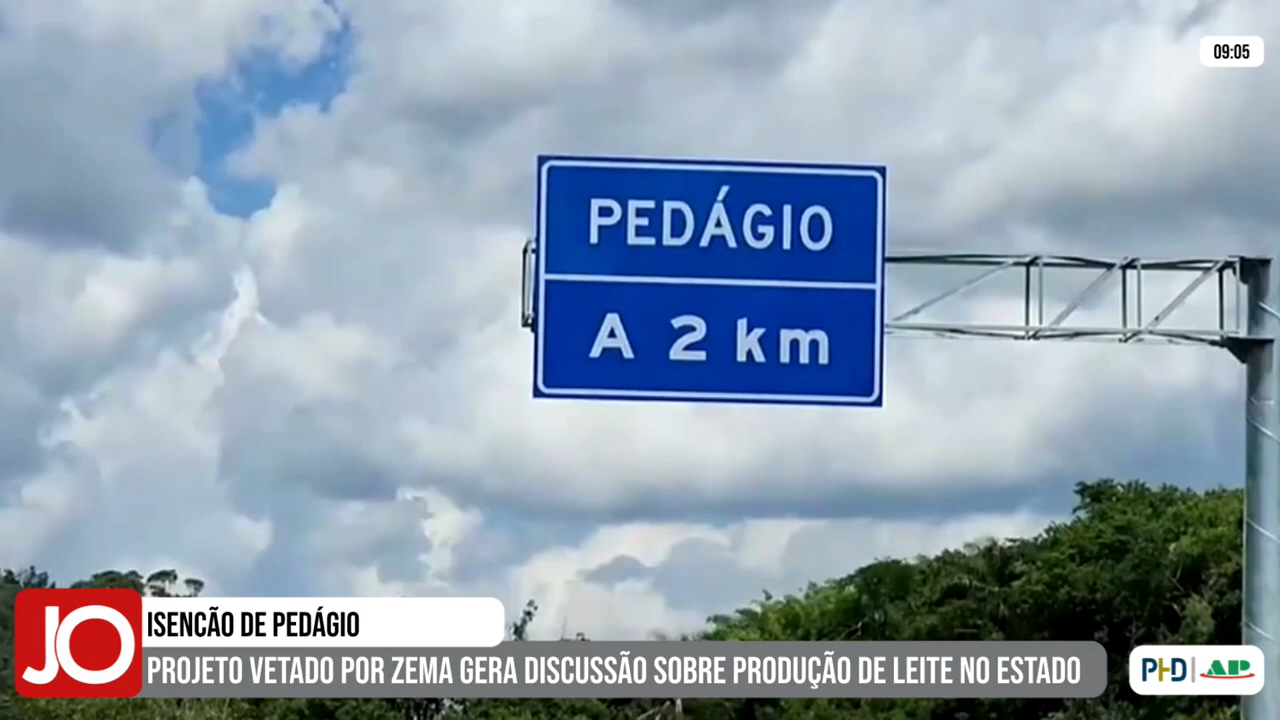 09:05
PEDÁGIO
A 2 km
JO
ISENCÃO DE PEDÁGIO
PROJETO VETADO POR ZEMA GERA DISCUSSÃO SOBRE PRODUÇÃO DE LEITE NO ESTADO
PHD | AP